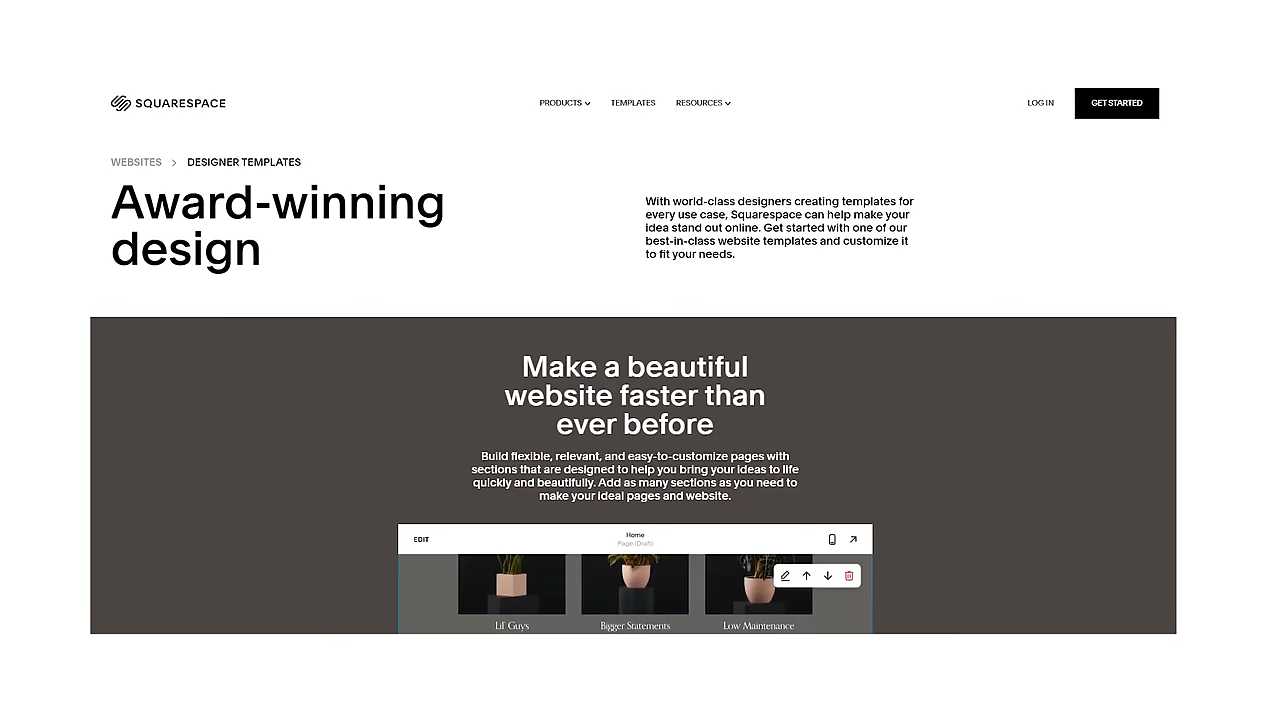 SQUARESPACE
PRODUCTS
TEMPLATES
RESOURCES
LOG IN
GET STARTED
WEBSITES
DESIGNER TEMPLATES
Award-winning
design
With world-class designers creating templates for
every use case, Squarespace can help make your
idea stand out online. Get started with one of our
best-in-class website templates and customize it
to fit your needs.
Make a beautiful
website faster than
ever before
Build flexible, relevant, and easy-to-customize pages with
sections that are designed to help you bring your ideas to life
quickly and beautifully. Add as many sections as you need to
make your ideal pages and website.
EDIT
Home
Page (Draft)
Lil' Guys
Bigger Statements
Low Maintenance